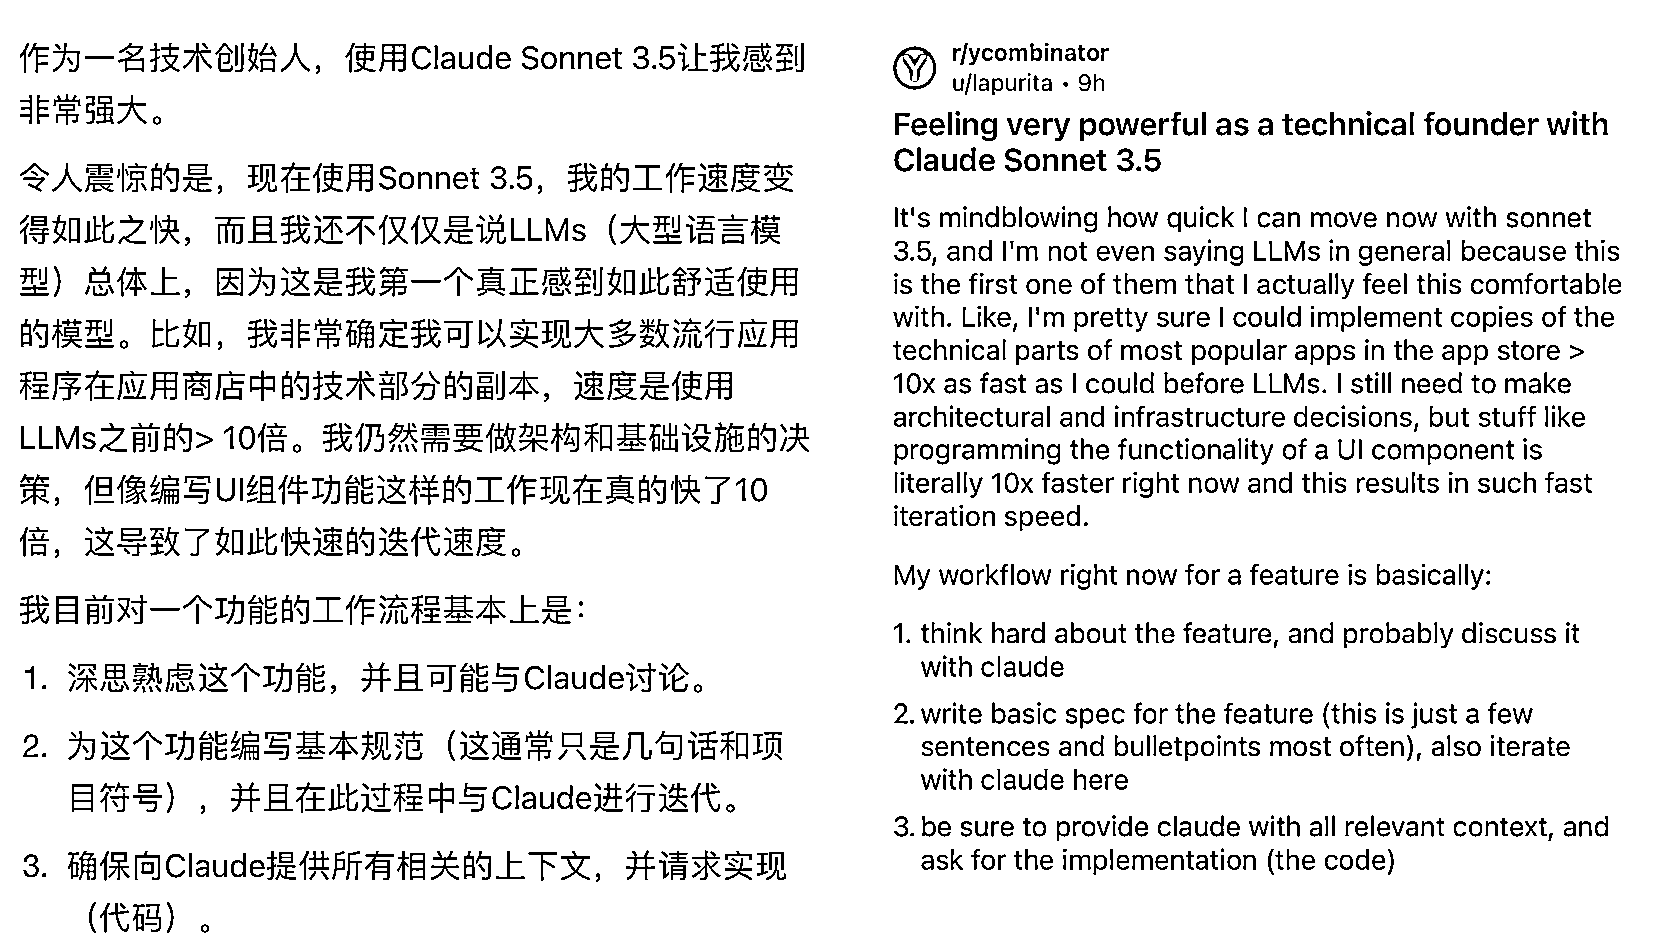 作为一名技术创始人，使用Claude Sonnet 3.5让我感到
非常强大。
令人震惊的是，现在使用Sonnet 3.5，我的工作速度变
得如此之快，而且我还不仅仅是说LLMs（大型语言模
型）总体上，因为这是我第一个真正感到如此舒适使用
的模型。比如，我非常确定我可以实现大多数流行应用
程序在应用商店中的技术部分的副本，速度是使用
LLMs之前的> 10倍。我仍然需要做架构和基础设施的决
策，但像编写UI组件功能这样的工作现在真的快了10
倍，这导致了如此快速的迭代速度。
我目前对一个功能的工作流程基本上是：
1. 深思熟虑这个功能，并且可能与Claude讨论。
2. 为这个功能编写基本规范（这通常只是几句话和项
目符号），并且在此过程中与Claude进行迭代。
3. 确保向Claude提供所有相关的上下文，并请求实现
（代码）。
r/ycombinator
u/lapurita • 9h
Feeling very powerful as a technical founder with
Claude Sonnet 3.5
It's mindblowing how quick I can move now with sonnet
3.5, and I'm not even saying LLMs in general because this
is the first one of them that I actually feel this comfortable
with. Like, I'm pretty sure I could implement copies of the
technical parts of most popular apps in the app store >
10x as fast as I could before LLMs. I still need to make
architectural and infrastructure decisions, but stuff like
programming the functionality of a UI component is
literally 10x faster right now and this results in such fast
iteration speed.
My workflow right now for a feature is basically:
1. think hard about the feature, and probably discuss it
with claude
2. write basic spec for the feature (this is just a few
sentences and bulletpoints most often), also iterate
with claude here
3. be sure to provide claude with all relevant context, and
ask for the implementation (the code)